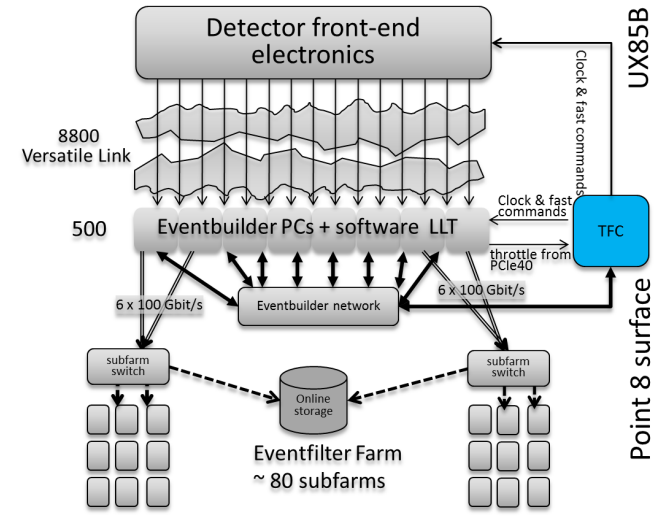 Detector front-end
electronics
UX85B
Clock & fast commands
8800
Versatile Link
500
Eventbuilder PCs + software LLT
Clock & fast
commands
TFC
throttle from
PCIe40
6 x 100 Gbit/s
Eventbuilder network
6 x 100 Gbit/s
Point 8 surface
subfarm
switch
subfarm
switch
Online
storage
Eventfilter Farm
~ 80 subfarms